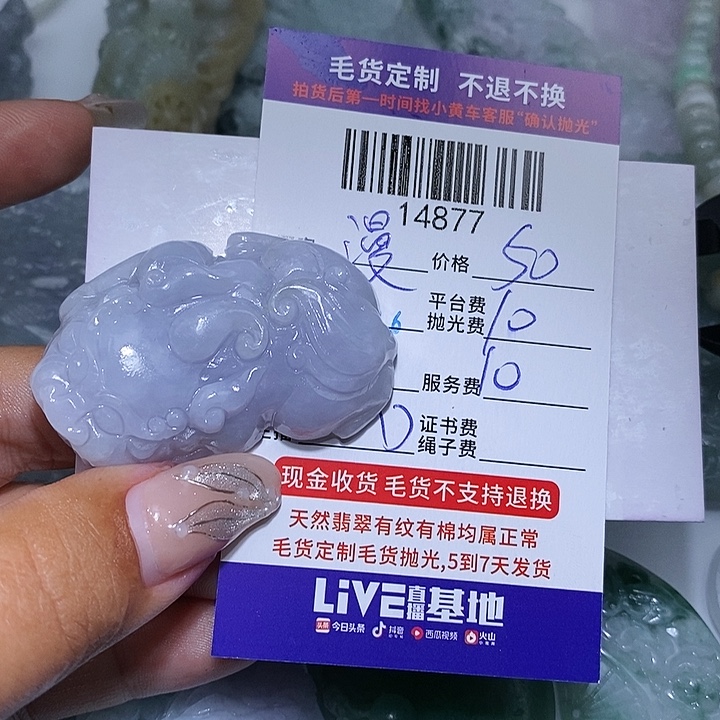 毛货定制 不退不换
拍货后第一时间找小黄车客服“确认抛光”
14877
漫 价格 50
平台费
6 抛光费 10
服务费 10
证书费
绳子费
现金收货 毛货不支持退换
天然翡翠有纹有棉均属正常
毛货定制毛货抛光,5到7天发货
LIVE直播基地
头条 今日头条 抖音 西瓜视频 火山